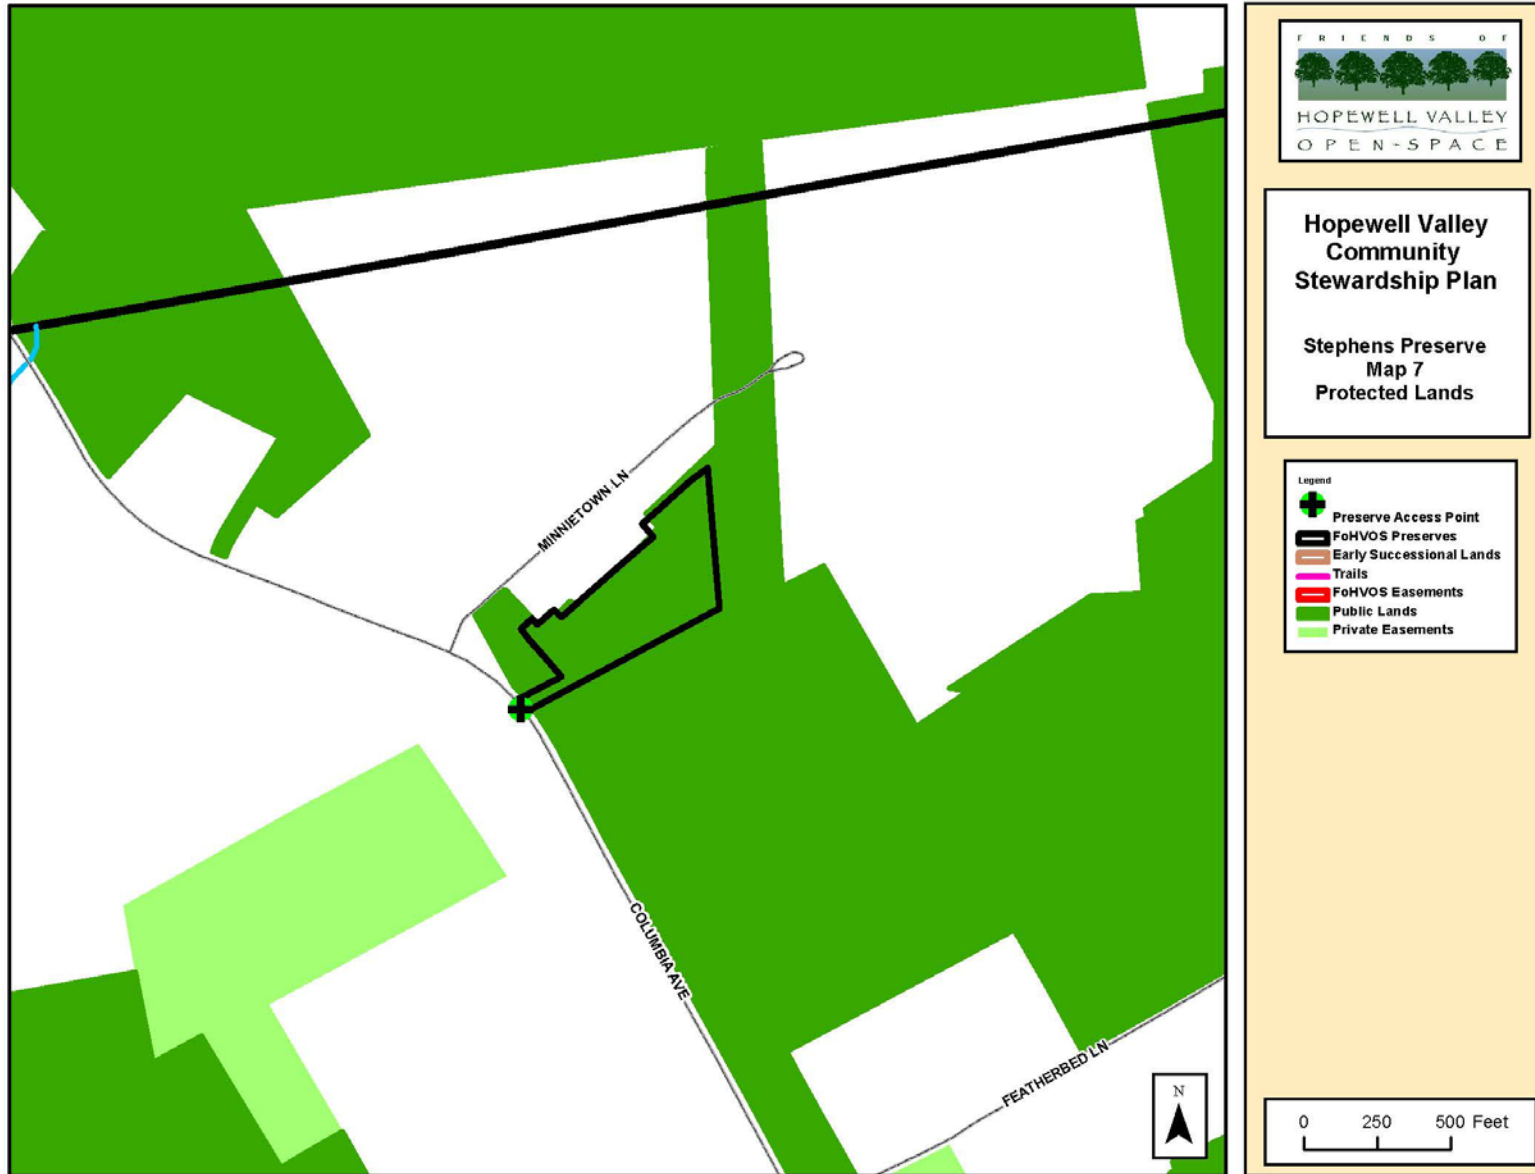 FRIENDS OF
HOPEWELL VALLEY
OPEN-SPACE
Hopewell Valley
Community
Stewardship Plan
Stephens Preserve
Map 7
Protected Lands
Legend
Preserve Access Point
FoHVOS Preserves
Early Successional Lands
Trails
FoHVOS Easements
Public Lands
Private Easements
MINNIETOWN LN
COLUMBIA AVE
FEATHERBED LN
N
0 250 500 Feet